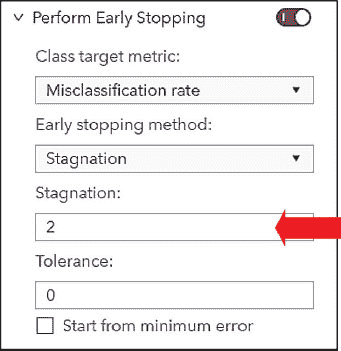 Perform Early Stopping
Class target metric:
Misclassification rate
Early stopping method:
Stagnation
Stagnation:
2
Tolerance:
0
Start from minimum error